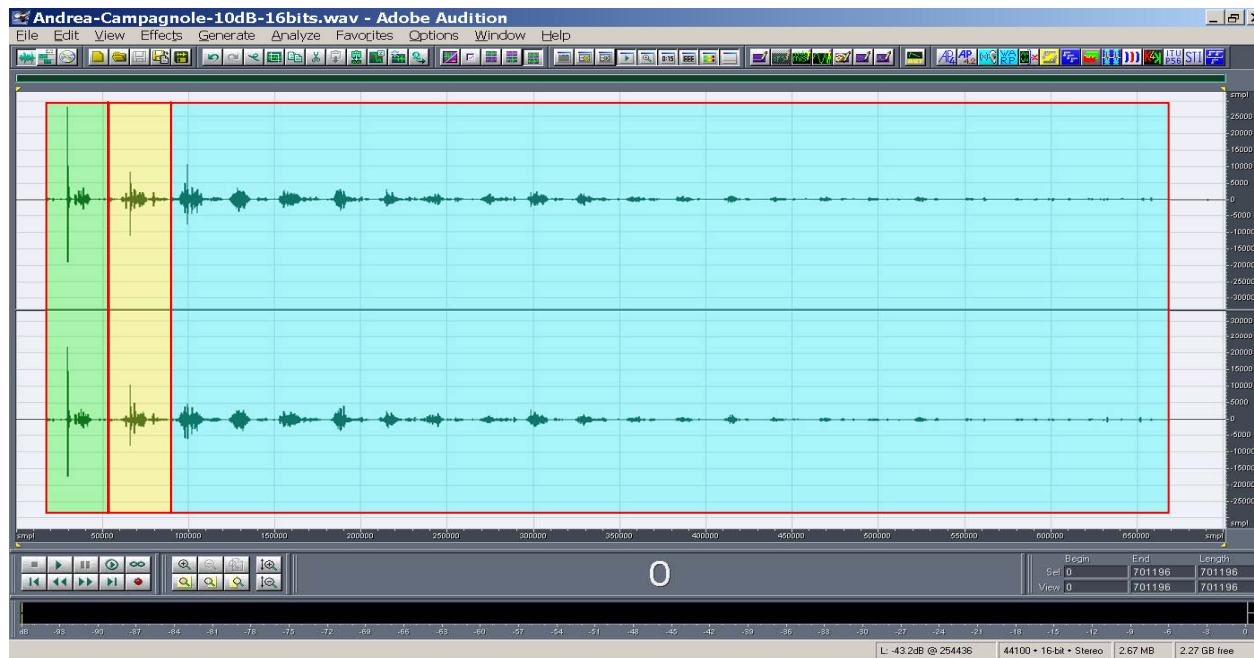 Andrea-Campagnole-10dB-16bits.wav - Adobe Audition
File Edit View Effects Generate Analyze Favorites Options Window Help
smpl
25000
20000
15000
10000
5000
0
-5000
-10000
-15000
-20000
-25000
-30000
30000
25000
20000
15000
10000
5000
0
-5000
-10000
-15000
-20000
-25000
smpl
smpl 50000 100000 150000 200000 250000 300000 350000 400000 450000 500000 550000 600000 650000 smpl
0
Begin End Length
Sel 0 701196 701196
View 0 701196 701196
dB -93 -90 -87 -84 -81 -78 -75 -72 -69 -66 -63 -60 -57 -54 -51 -48 -45 -42 -39 -36 -33 -30 -27 -24 -21 -18 -15 -12 -9 -6 -3 0
L: -43.2dB @ 254436 44100 • 16-bit • Stereo 2.67 MB 2.27 GB free